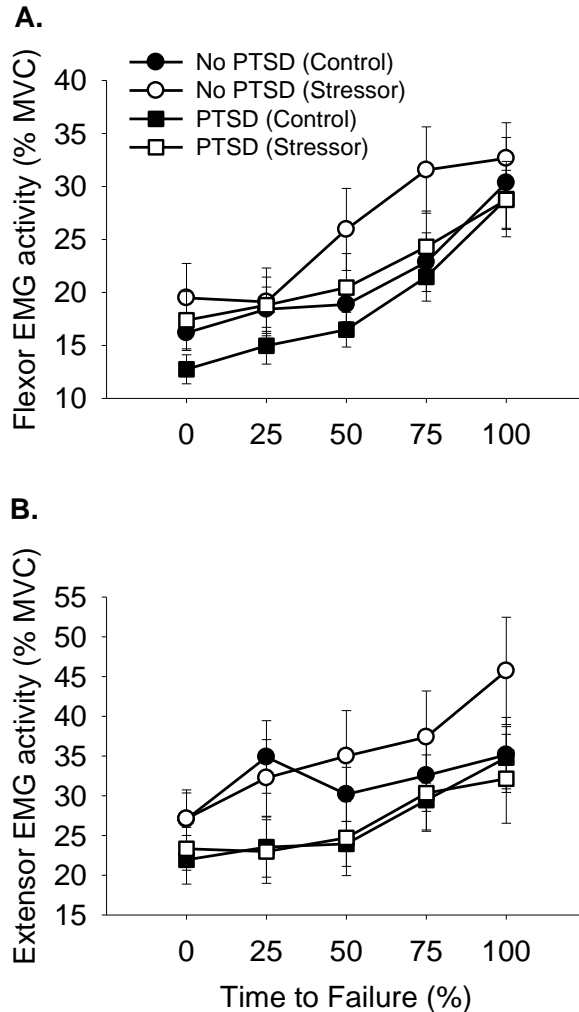 A.
No PTSD (Control)
No PTSD (Stressor)
PTSD (Control)
PTSD (Stressor)
Flexor EMG activity (% MVC)
40
35
30
25
20
15
10
0 25 50 75 100
B.
Extensor EMG activity (% MVC)
55
50
45
40
35
30
25
20
15
0 25 50 75 100
Time to Failure (%)